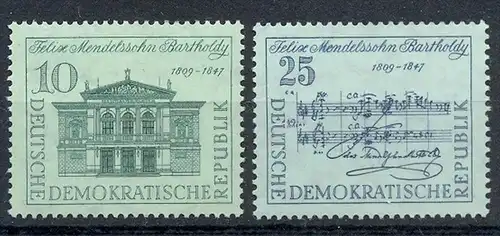 Felix Mendelssohn Bartholdy
10
1809-1847
DEUTSCHE
DEMOKRATISCHE
REPUBLIK
Felix Mendelssohn Bartholdy
25
1809-1847
DEUTSCHE
DEMOKRATISCHE
REPUBLIK